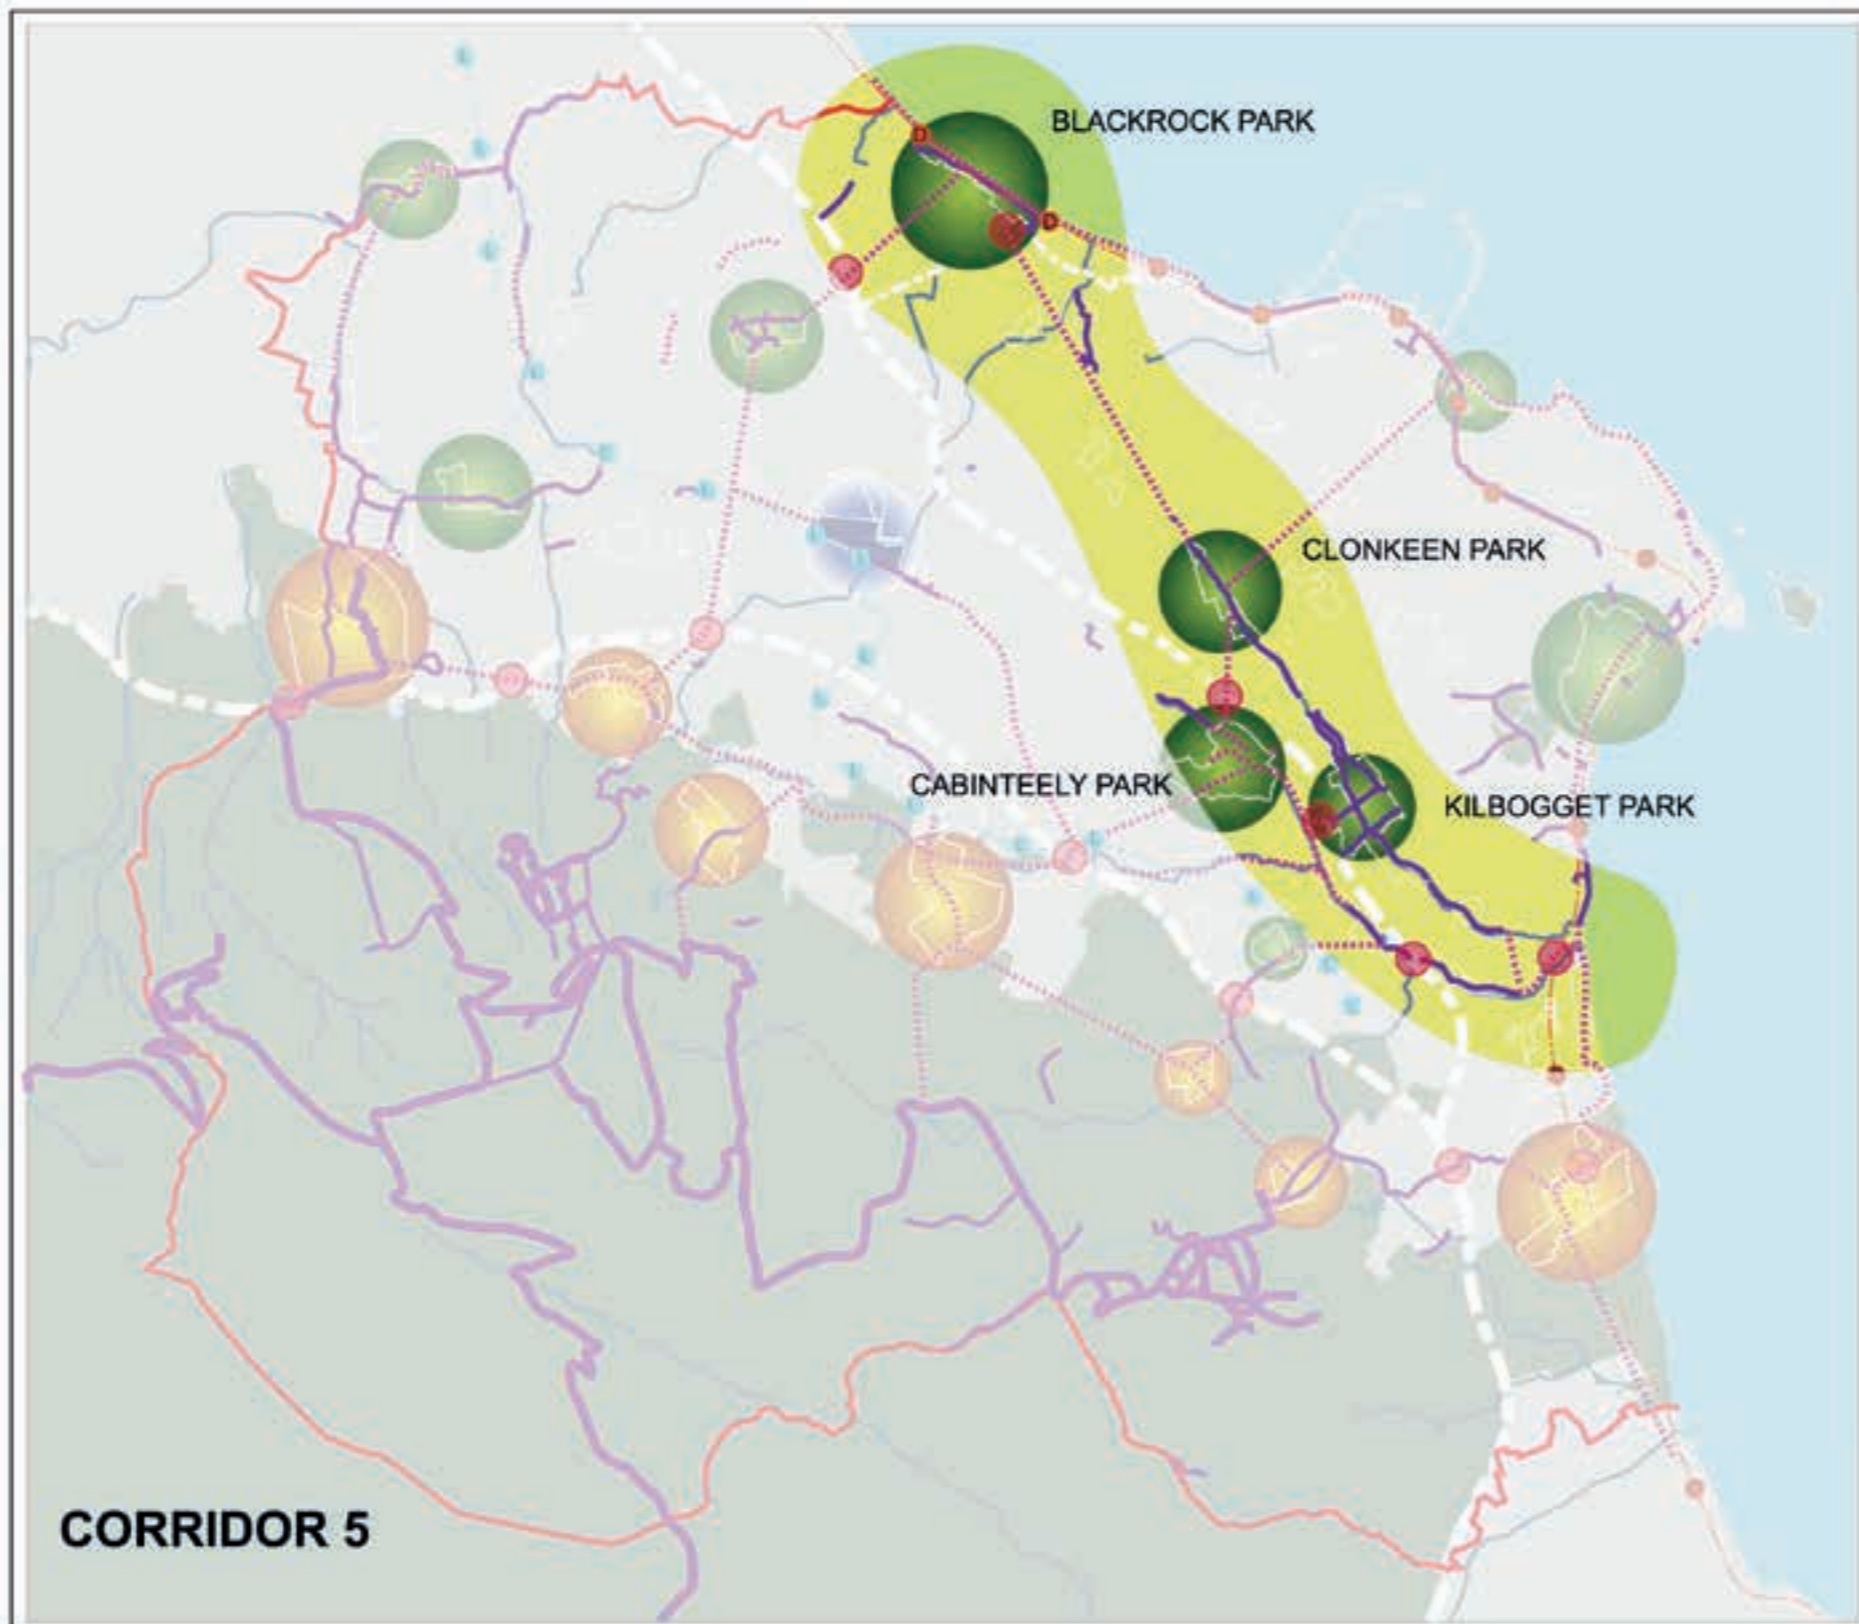 BLACKROCK PARK
D
D
CLONKEEN PARK
CABINTEELY PARK
KILBOGGET PARK
CORRIDOR 5